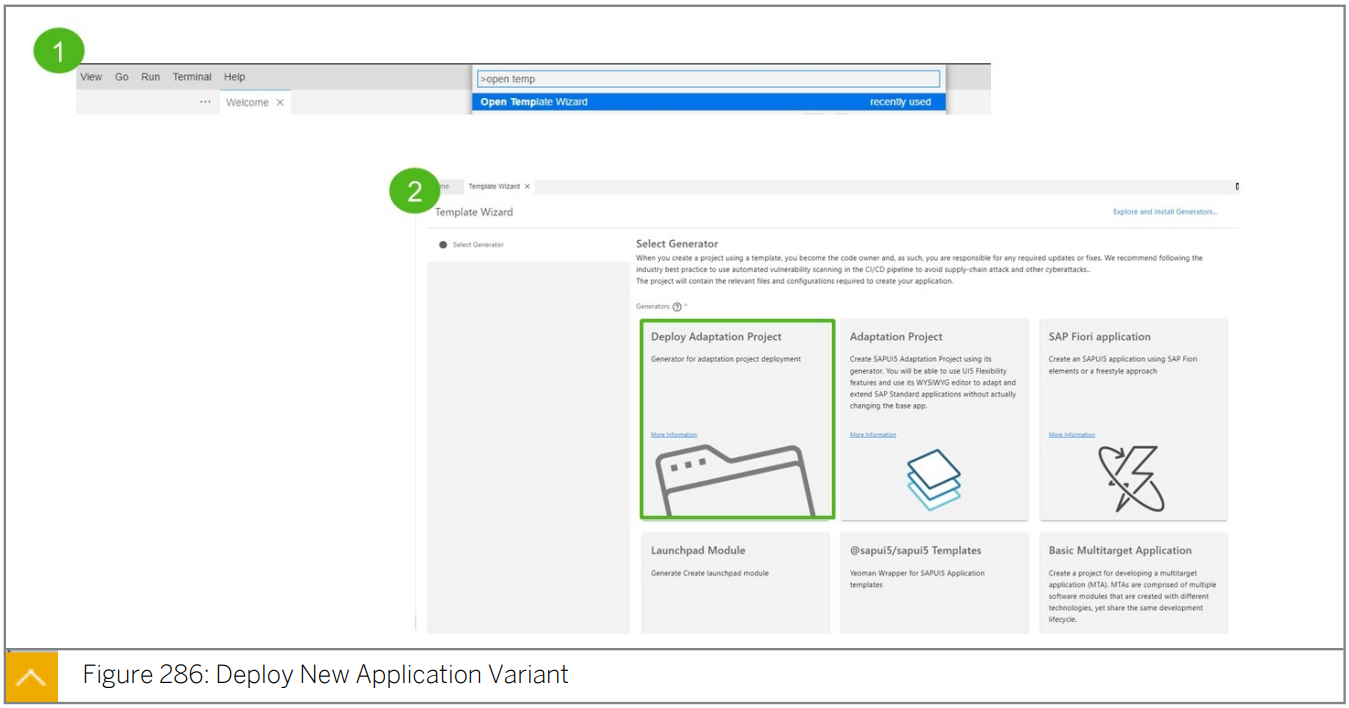 1
View Go Run Terminal Help
>open temp
... Welcome ×
Open Template Wizard recently used
2
Template Wizard ×
Template Wizard
Explore and Install Generators...
Select Generator
Select Generator
When you create a project using a template, you become the code owner and, as such, you are responsible for any required updates or fixes. We recommend following the
industry best practice to use automated vulnerability scanning in the CI/CD pipeline to avoid supply-chain attack and other cyberattacks..
The project will contain the relevant files and configurations required to create your application.
Generators ? *
Deploy Adaptation Project
Generator for adaptation project deployment
More Information
Adaptation Project
Create SAPUI5 Adaptation Project using its
generator. You will be able to use UI5 Flexibility
features and use its WYSIWYG editor to adapt and
extend SAP Standard applications without actually
changing the base app.
More Information
SAP Fiori application
Create an SAPUI5 application using SAP Fiori
elements or a freestyle approach
More Information
Launchpad Module
Generate Create launchpad module
@sapui5/sapui5 Templates
Yeoman Wrapper for SAPUI5 Application
templates
Basic Multitarget Application
Create a project for developing a multitarget
application (MTA). MTAs are comprised of multiple
software modules that are created with different
technologies, yet share the same development
lifecycle.
Figure 286: Deploy New Application Variant